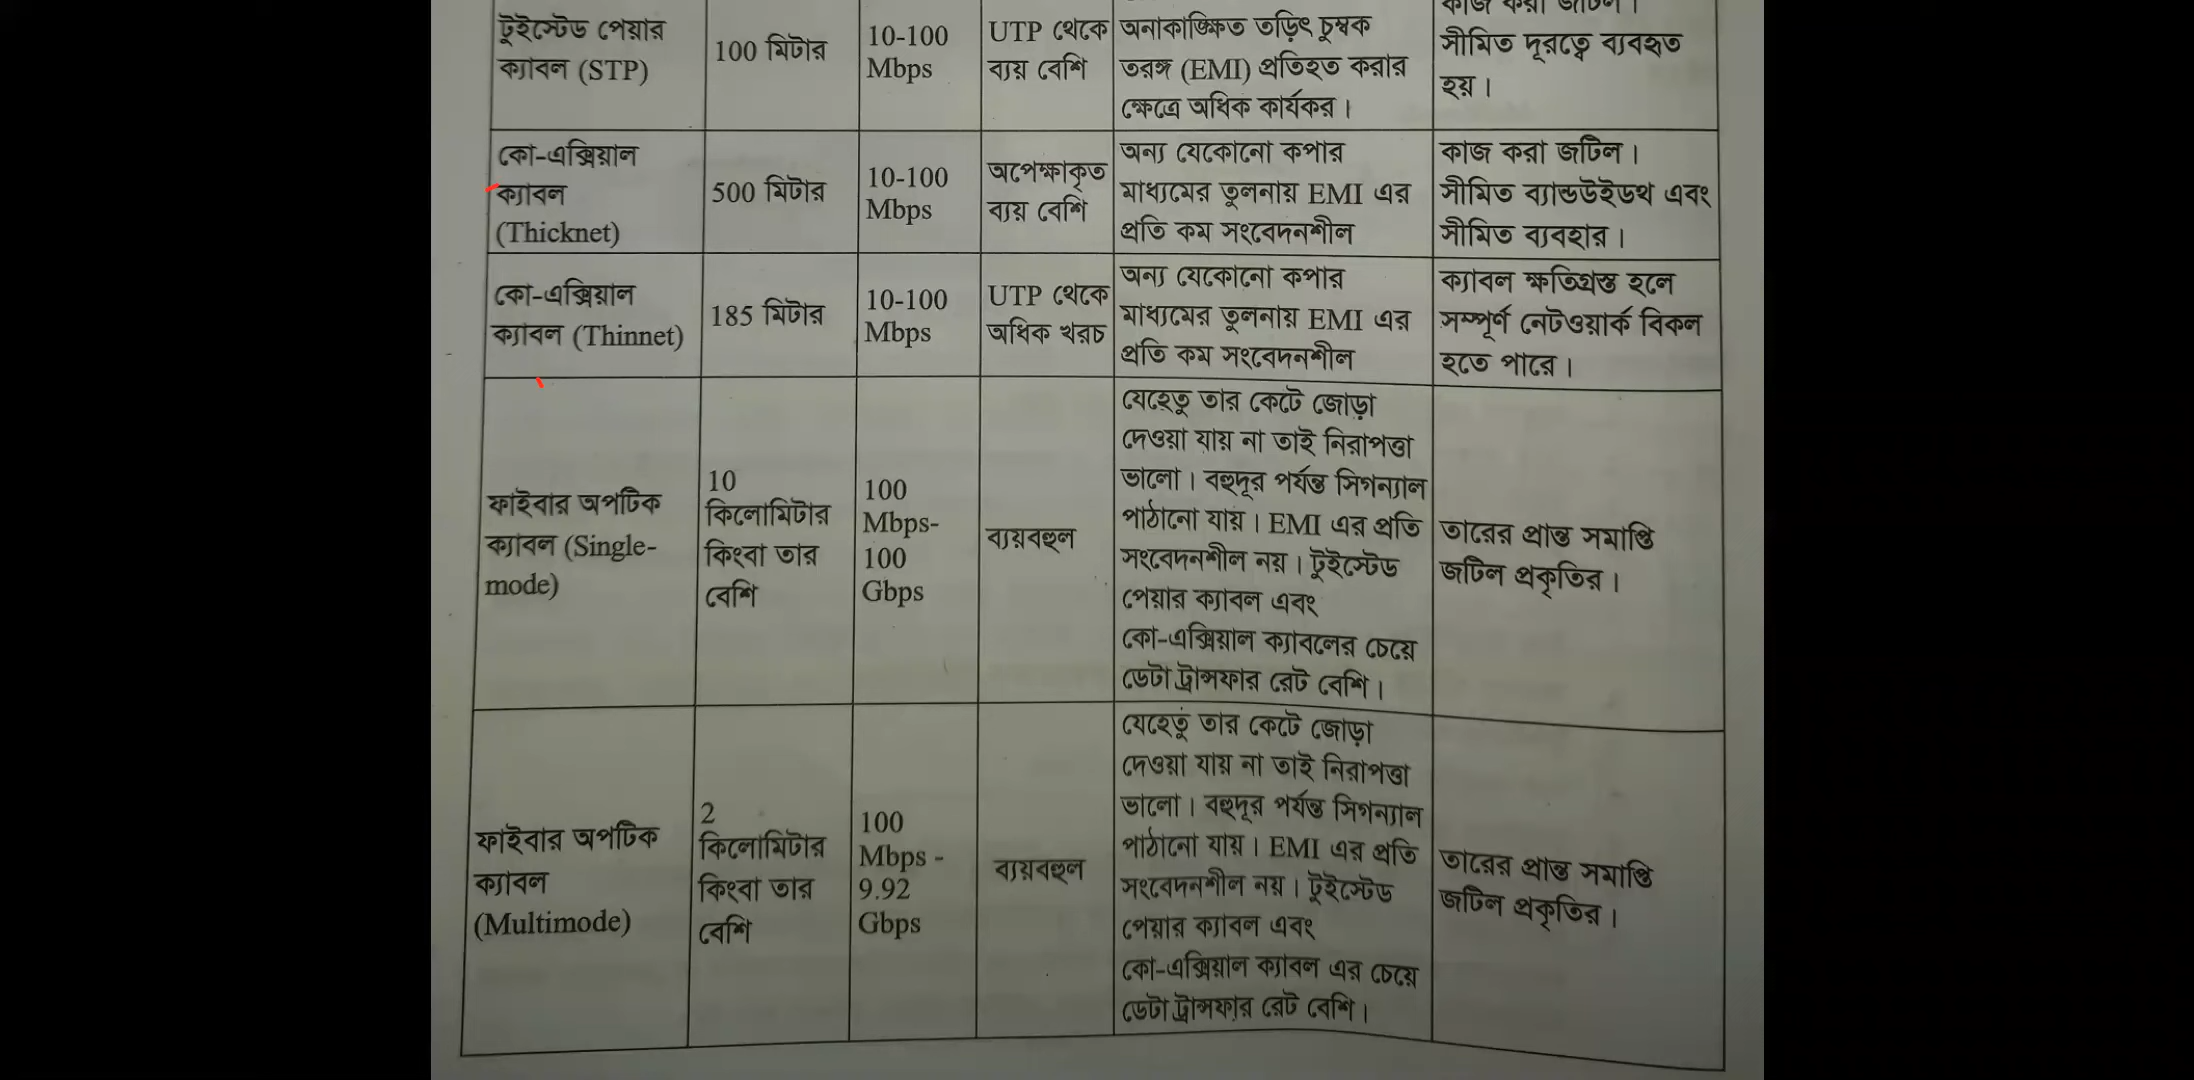 টুইস্টেড পেয়ার
ক্যাবল (STP)
100 মিটার
10-100
Mbps
UTP থেকে
ব্যয় বেশি
অনাকাঙ্ক্ষিত তড়িৎ চুম্বক
তরঙ্গ (EMI) প্রতিহত করার
ক্ষেত্রে অধিক কার্যকর।
কাজ করা জটিল।
সীমিত দূরত্বে ব্যবহৃত
হয়।
কো-এক্সিয়াল
ক্যাবল
(Thicknet)
500 মিটার
10-100
Mbps
অপেক্ষাকৃত
ব্যয় বেশি
অন্য যেকোনো কপার
মাধ্যমের তুলনায় EMI এর
প্রতি কম সংবেদনশীল
কাজ করা জটিল।
সীমিত ব্যান্ডউইডথ এবং
সীমিত ব্যবহার।
কো-এক্সিয়াল
ক্যাবল (Thinnet)
185 মিটার
10-100
Mbps
UTP থেকে
অধিক খরচ
অন্য যেকোনো কপার
মাধ্যমের তুলনায় EMI এর
প্রতি কম সংবেদনশীল
ক্যাবল ক্ষতিগ্রস্ত হলে
সম্পূর্ণ নেটওয়ার্ক বিকল
হতে পারে।
ফাইবার অপটিক
ক্যাবল (Single-
mode)
10
কিলোমিটার
কিংবা তার
বেশি
100
Mbps-
100
Gbps
ব্যয়বহুল
যেহেতু তার কেটে জোড়া
দেওয়া যায় না তাই নিরাপত্তা
ভালো। বহুদূর পর্যন্ত সিগন্যাল
পাঠানো যায়। EMI এর প্রতি
সংবেদনশীল নয়। টুইস্টেড
পেয়ার ক্যাবল এবং
কো-এক্সিয়াল ক্যাবলের চেয়ে
ডেটা ট্রান্সফার রেট বেশি।
তারের প্রান্ত সমাপ্তি
জটিল প্রকৃতির।
ফাইবার অপটিক
ক্যাবল
(Multimode)
2
কিলোমিটার
কিংবা তার
বেশি
100
Mbps -
9.92
Gbps
ব্যয়বহুল
যেহেতু তার কেটে জোড়া
দেওয়া যায় না তাই নিরাপত্তা
ভালো। বহুদূর পর্যন্ত সিগন্যাল
পাঠানো যায়। EMI এর প্রতি
সংবেদনশীল নয়। টুইস্টেড
পেয়ার ক্যাবল এবং
কো-এক্সিয়াল ক্যাবল এর চেয়ে
ডেটা ট্রান্সফার রেট বেশি।
তারের প্রান্ত সমাপ্তি
জটিল প্রকৃতির।